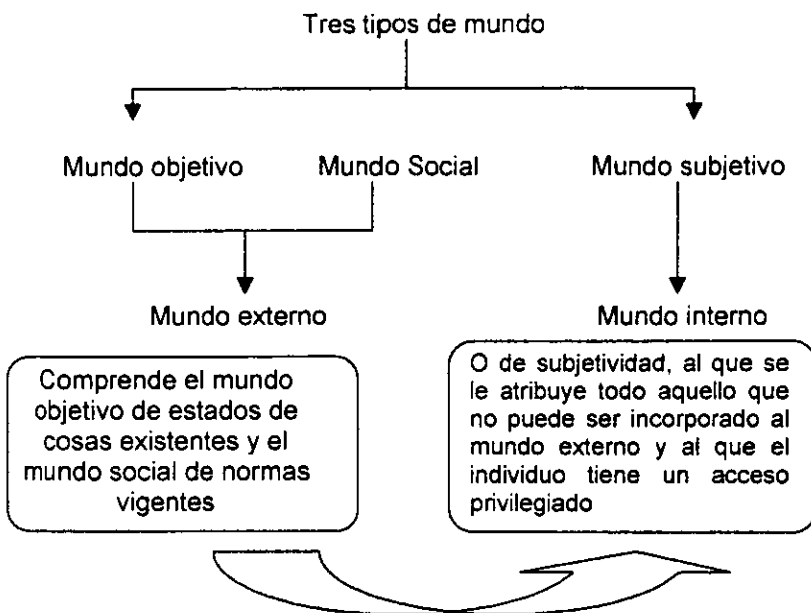 Tres tipos de mundo
Mundo objetivo
Mundo Social
Mundo subjetivo
Mundo externo
Mundo interno
Comprende el mundo
objetivo de estados de
cosas existentes y el
mundo social de normas
vigentes
O de subjetividad, al que se
le atribuye todo aquello que
no puede ser incorporado al
mundo externo y al que el
individuo tiene un acceso
privilegiado